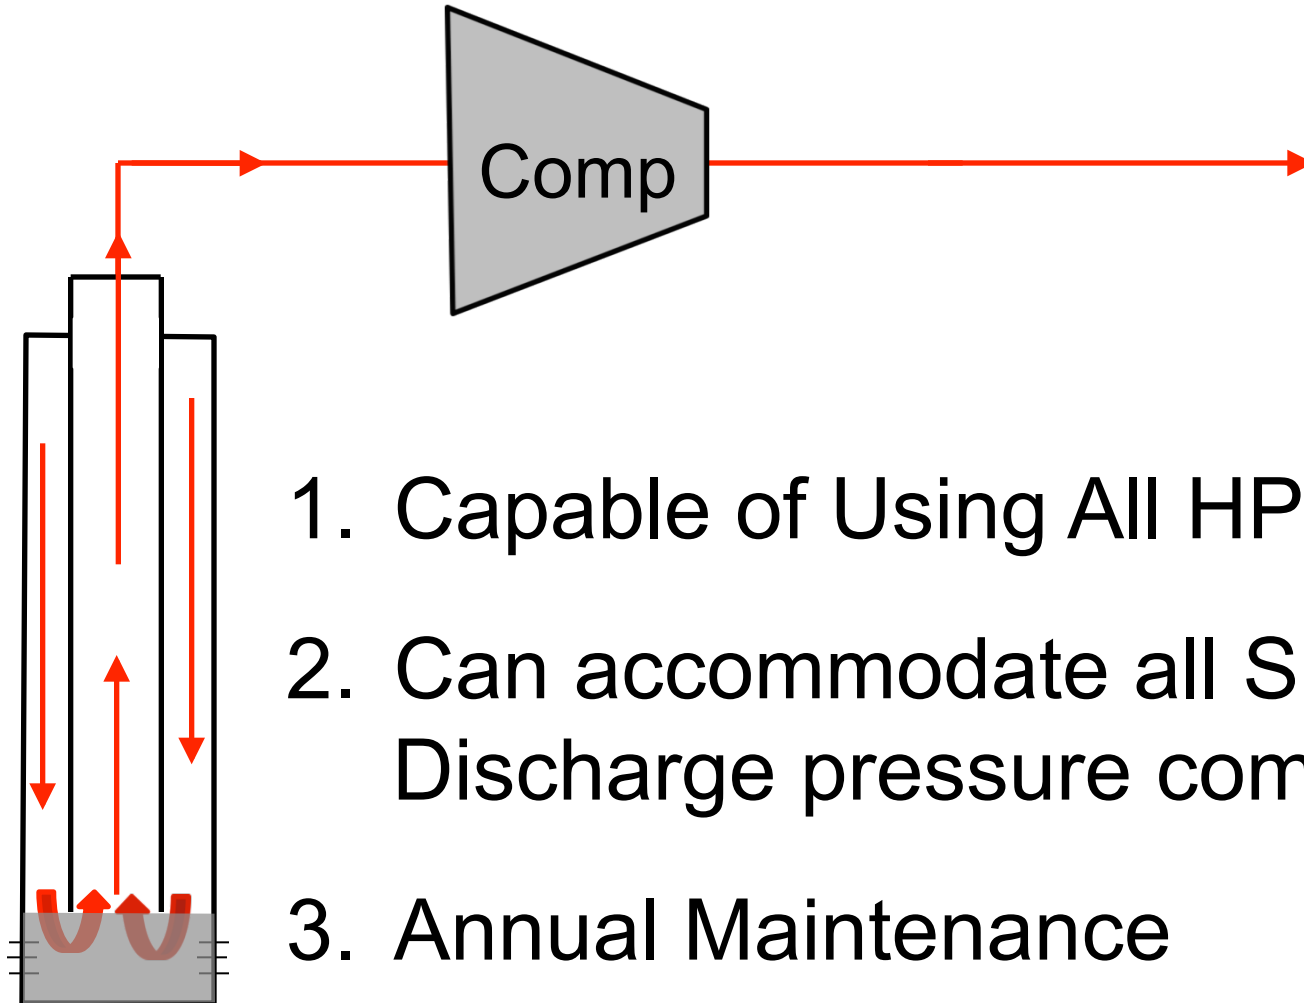 Comp
1. Capable of Using All HP
2. Can accommodate all S
Discharge pressure com
3. Annual Maintenance